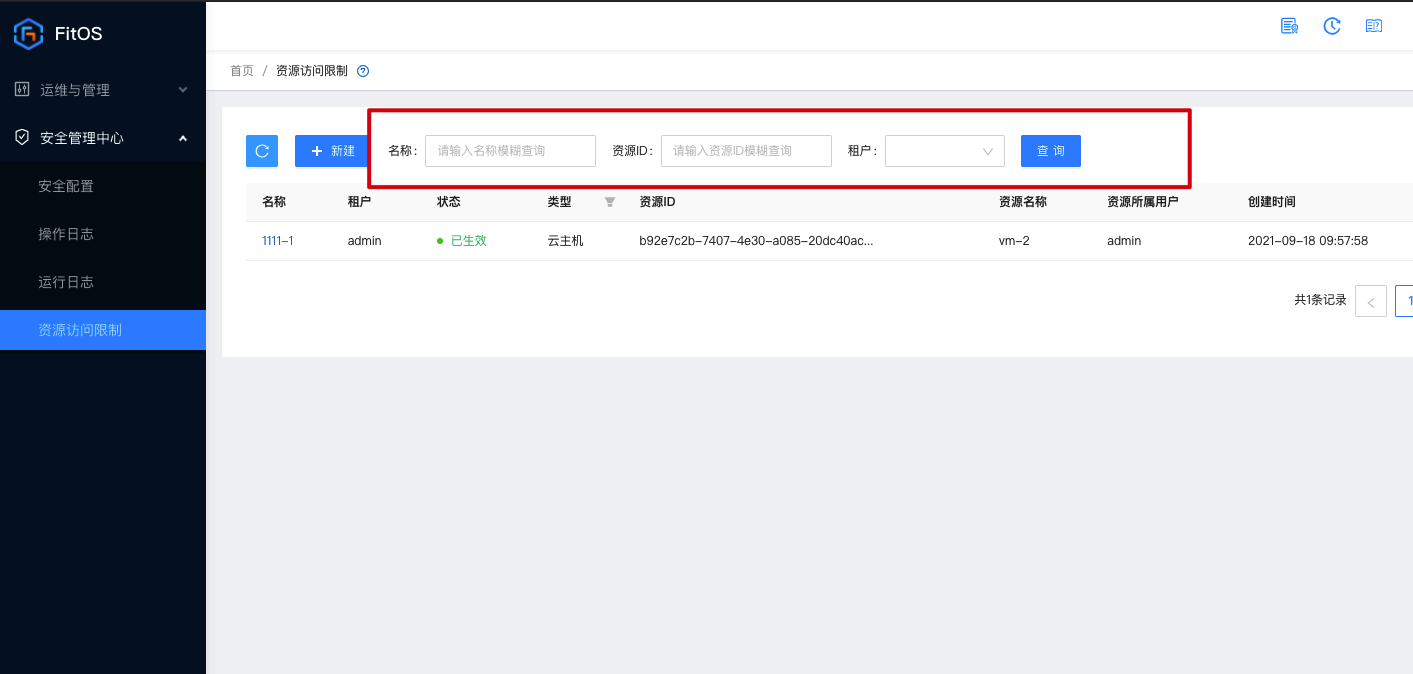 FitOS
运维与管理
安全管理中心
安全配置
操作日志
运行日志
资源访问限制
首页 / 资源访问限制
新建 名称: 请输入名称模糊查询 资源ID: 请输入资源ID模糊查询 租户: 查 询
名称 租户 状态 类型 资源ID 资源名称 资源所属用户 创建时间
1111-1 admin 已生效 云主机 b92e7c2b-7407-4e30-a085-20dc40ac... vm-2 admin 2021-09-18 09:57:58
共1条记录 < 1